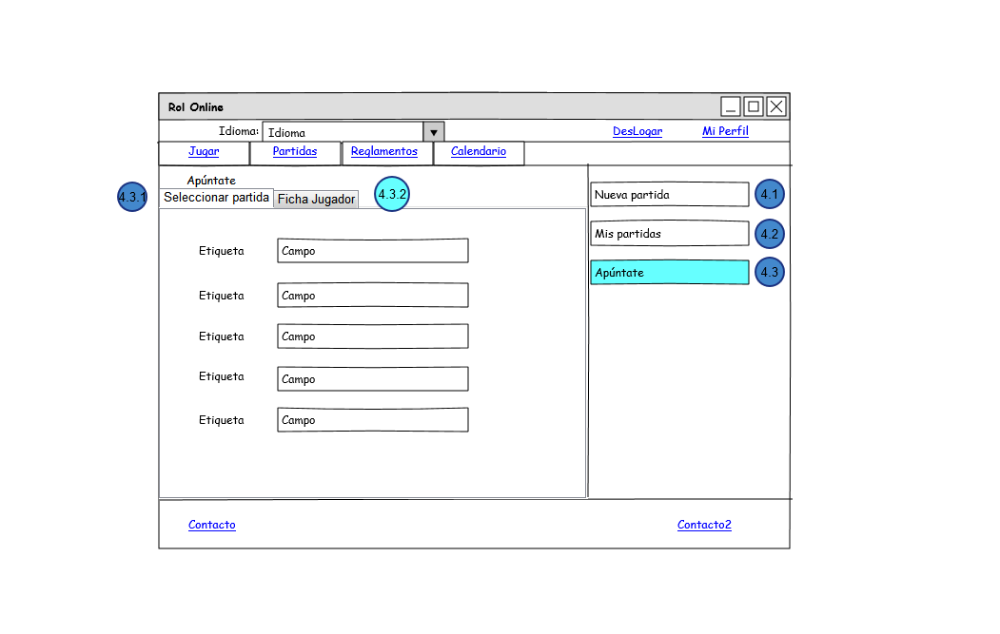 Rol Online
Idioma: Idioma
DesLogar Mi Perfil
Jugar Partidas Reglamentos Calendario
Apúntate
4.3.1 Seleccionar partida Ficha Jugador 4.3.2
Nueva partida 4.1
Mis partidas 4.2
Apúntate 4.3
Etiqueta Campo
Etiqueta Campo
Etiqueta Campo
Etiqueta Campo
Etiqueta Campo
Contacto Contacto2